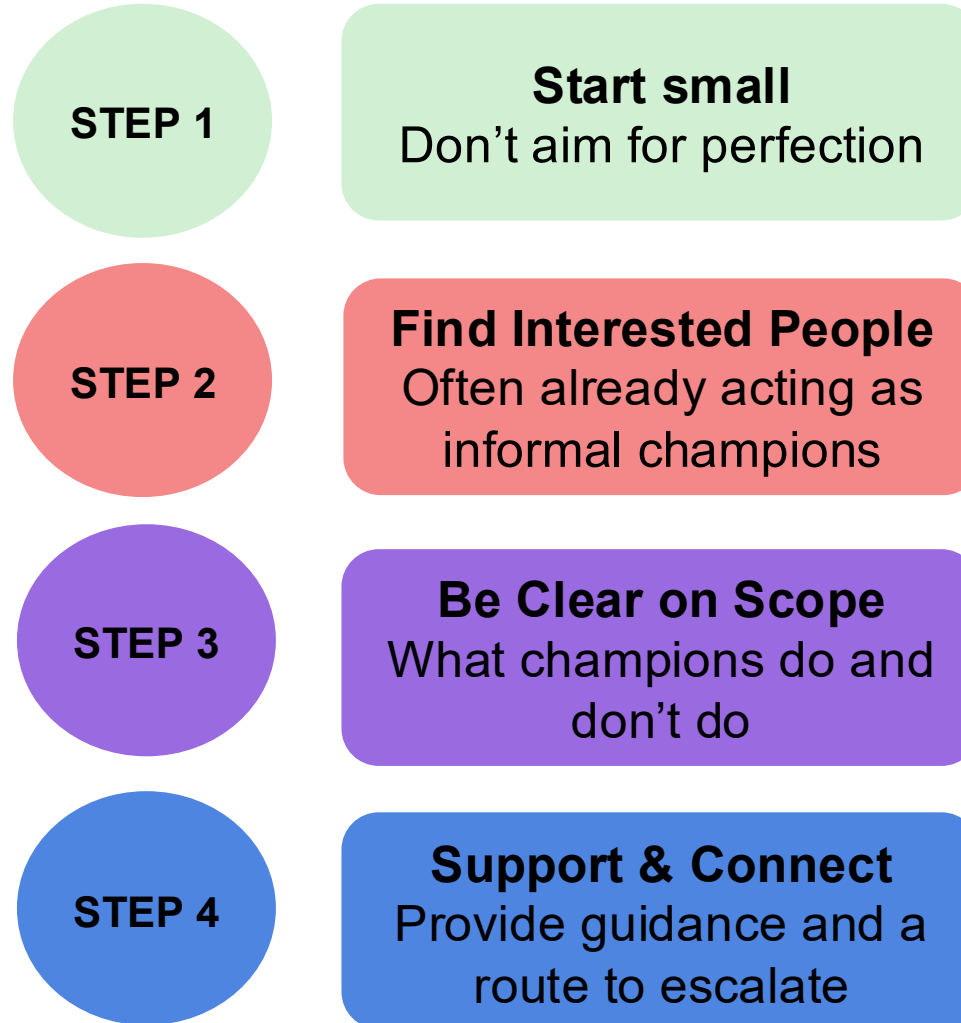 STEP 1
Start small
Don’t aim for perfection
STEP 2
Find Interested People
Often already acting as
informal champions
STEP 3
Be Clear on Scope
What champions do and
don’t do
STEP 4
Support & Connect
Provide guidance and a
route to escalate